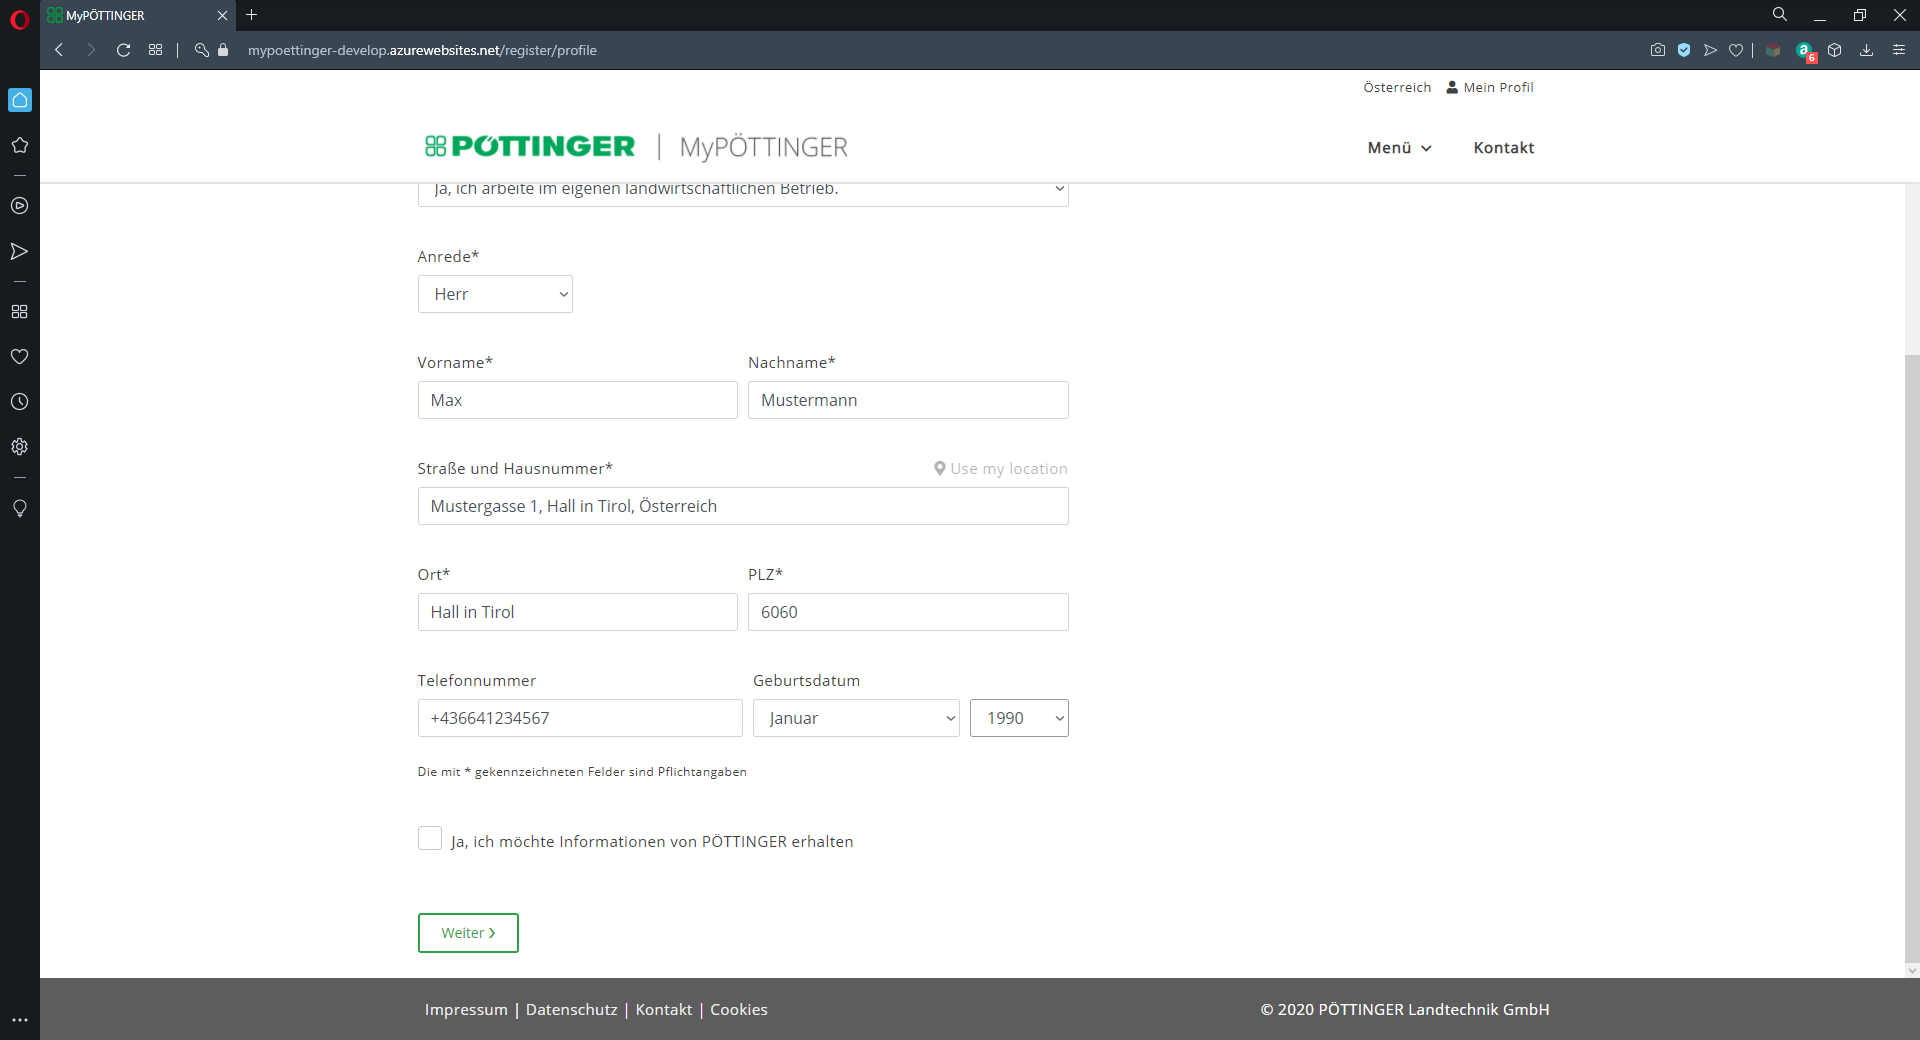 MyPÖTTINGER
mypoettinger-develop.azurewebsites.net/register/profile
6
Österreich Mein Profil
PÖTTINGER | MyPÖTTINGER
Menü Kontakt
Ja, ich arbeite im eigenen landwirtschaftlichen Betrieb.
Anrede*
Herr
Vorname* Nachname*
Max Mustermann
Straße und Hausnummer* Use my location
Mustergasse 1, Hall in Tirol, Österreich
Ort* PLZ*
Hall in Tirol 6060
Telefonnummer Geburtsdatum
+436641234567 Januar 1990
Die mit * gekennzeichneten Felder sind Pflichtangaben
Ja, ich möchte Informationen von PÖTTINGER erhalten
Weiter
Impressum | Datenschutz | Kontakt | Cookies © 2020 PÖTTINGER Landtechnik GmbH